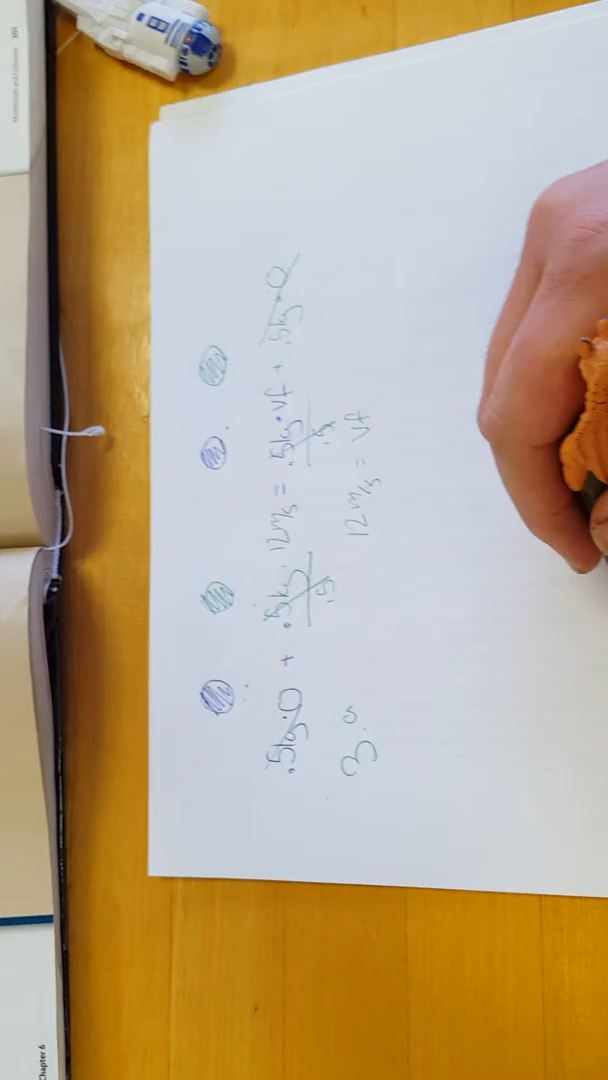 .5kg·0 + .5kg·12m/s = .5kg·vf + .5kg·0
.5 .5
12m/s = vf
3.
Chapter 6